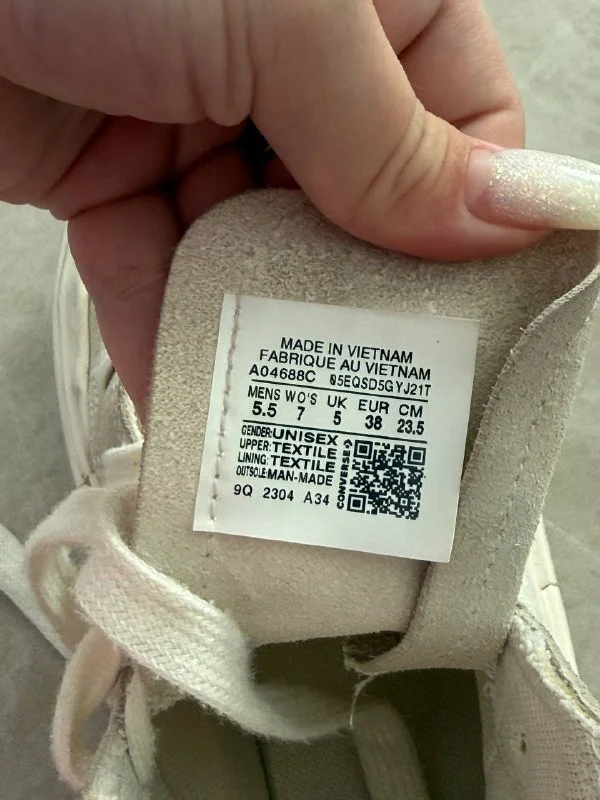 MADE IN VIETNAM
FABRIQUE AU VIETNAM
A04688C 05EQSD5GYJ21T
MENS WO'S UK EUR CM
5.5 7 5 38 23.5
GENDER:UNISEX
UPPER:TEXTILE
LINING:TEXTILE
OUTSOLE:MAN-MADE
9Q 2304 A34
CONVERSE